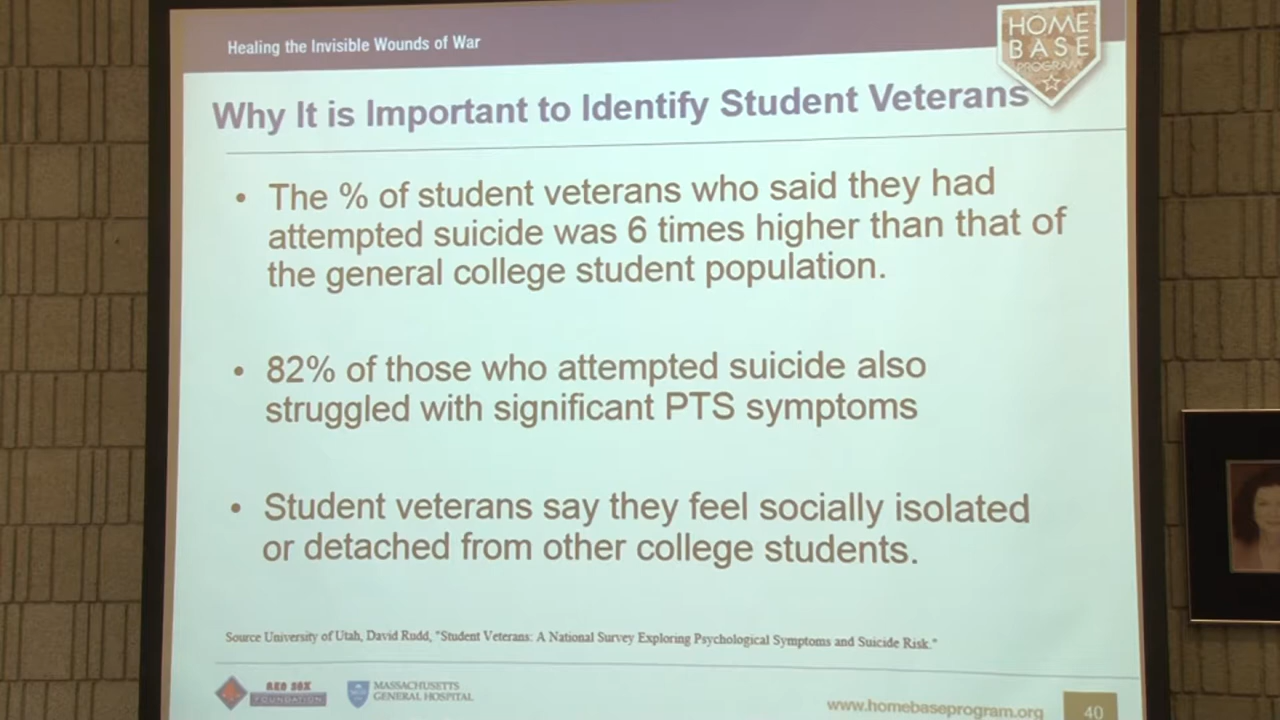 Healing the Invisible Wounds of War
HOME
BASE
PROGRAM
Why It is Important to Identify Student Veterans
• The % of student veterans who said they had
attempted suicide was 6 times higher than that of
the general college student population.
• 82% of those who attempted suicide also
struggled with significant PTS symptoms
• Student veterans say they feel socially isolated
or detached from other college students.
Source University of Utah, David Rudd, "Student Veterans: A National Survey Exploring Psychological Symptoms and Suicide Risk."
RED SOX
FOUNDATION
MASSACHUSETTS
GENERAL HOSPITAL
www.homebaseprogram.org
40